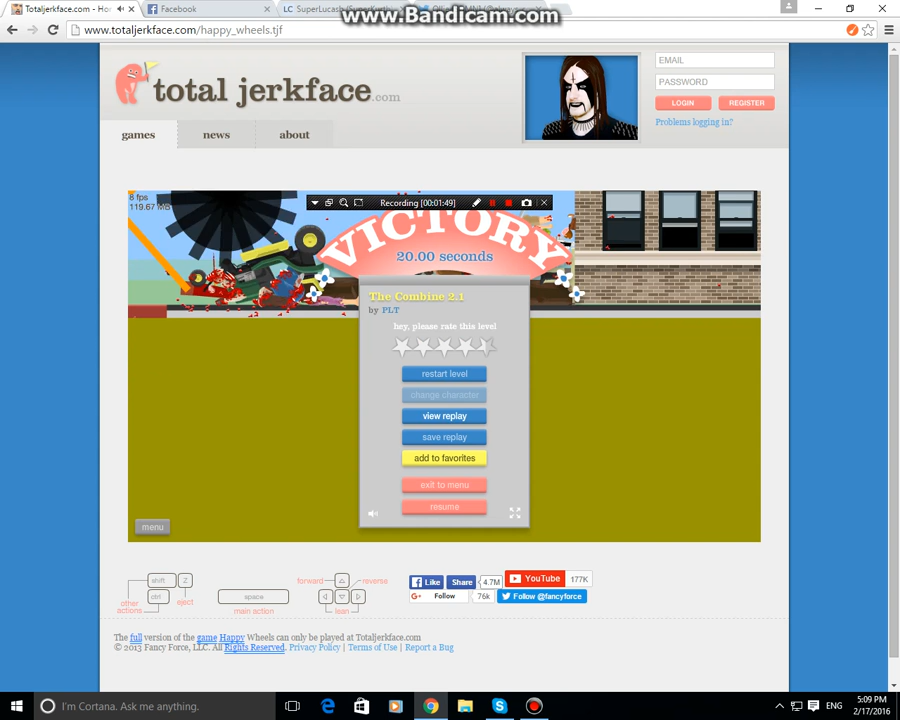 Totaljerkface.com - H
Facebook
LC SuperLucash
www.Bandicam.com
www.totaljerkface.com/happy_wheels.tjf
total jerkface.com
EMAIL
PASSWORD
LOGIN REGISTER
Problems logging in?
games news about
8 fps
119.67 MB
Recording [00:01:49]
VICTORY
20.00 seconds
The Combine 2.1
by PLT
hey, please rate this level
restart level
change character
view replay
save replay
add to favorites
exit to menu
resume
menu
shift Z
ctrl
other actions
eject
space
main action
forward
reverse
lean
Like Share 4.7M
YouTube 177K
G+ Follow 76k
Follow @fancyforce
The full version of the game Happy Wheels can only be played at Totaljerkface.com
© 2013 Fancy Force, LLC. All Rights Reserved. Privacy Policy | Terms of Use | Report a Bug
I'm Cortana. Ask me anything.
ENG
5:09 PM
2/17/2016